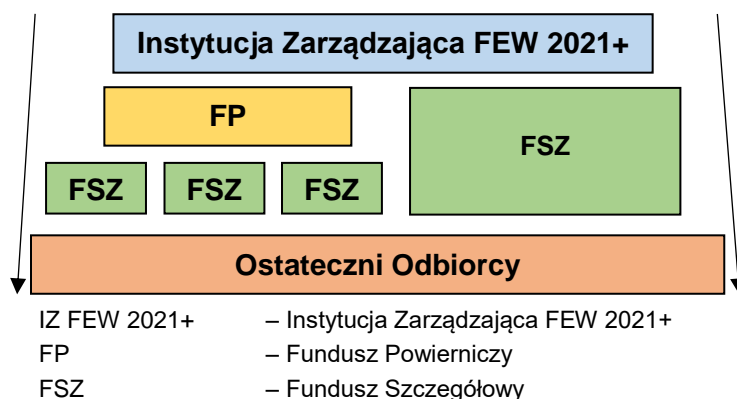 Instytucja Zarządzająca FEW 2021+
FP
FSZ
FSZ FSZ FSZ
Ostateczni Odbiorcy
IZ FEW 2021+ – Instytucja Zarządzająca FEW 2021+
FP – Fundusz Powierniczy
FSZ – Fundusz Szczegółowy